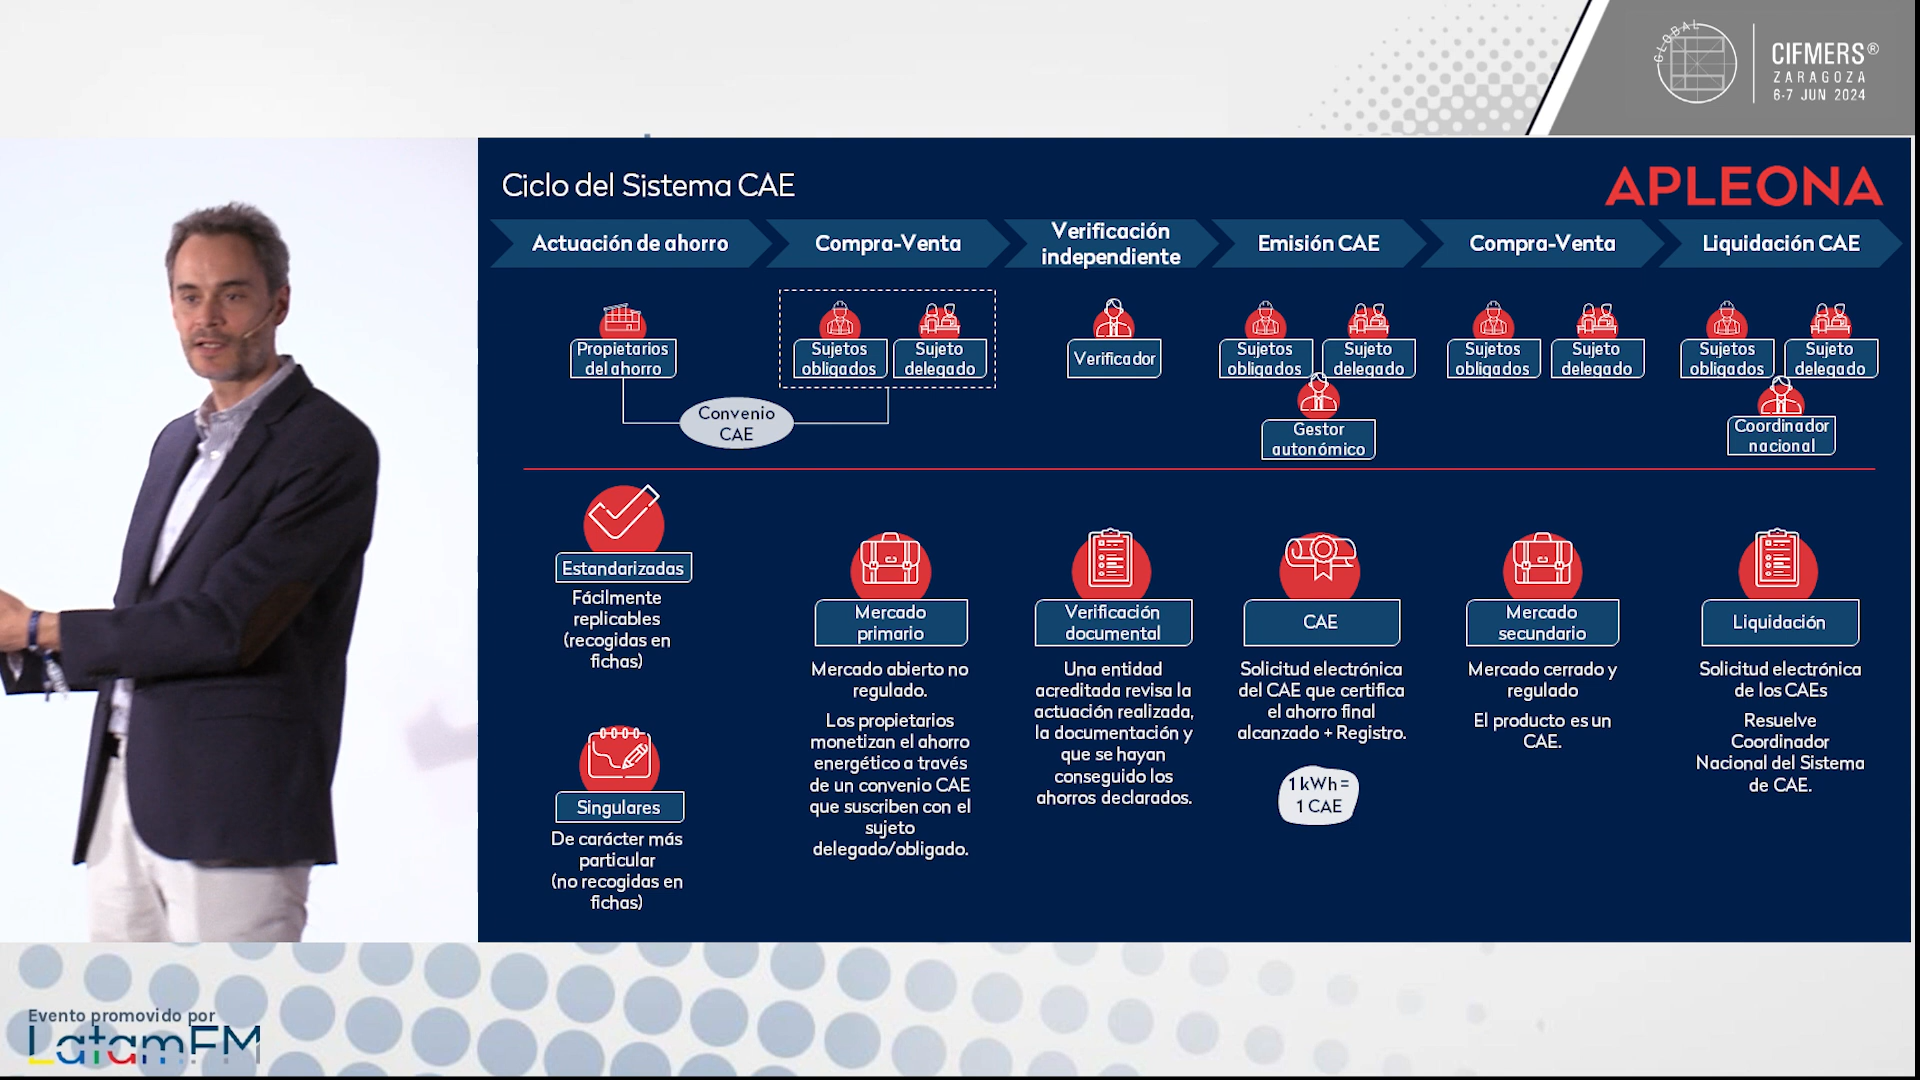 GLOBAL
CIFMERS®
ZARAGOZA
6-7 JUN 2024
Ciclo del Sistema CAE
APLEONA
Actuación de ahorro
Compra-Venta
Verificación
independiente
Emisión CAE
Compra-Venta
Liquidación CAE
Propietarios
del ahorro
Sujetos
obligados
Sujeto
delegado
Convenio
CAE
Verificador
Sujetos
obligados
Sujeto
delegado
Gestor
autonómico
Sujetos
obligados
Sujeto
delegado
Sujetos
obligados
Sujeto
delegado
Coordinador
nacional
Estandarizadas
Fácilmente
replicables
(recogidas en
fichas)
Singulares
De carácter más
particular
(no recogidas en
fichas)
Mercado
primario
Mercado abierto no
regulado.
Los propietarios
monetizan el ahorro
energético a través
de un convenio CAE
que suscriben con el
sujeto
delegado/obligado.
Verificación
documental
Una entidad
acreditada revisa la
actuación realizada,
la documentación y
que se hayan
conseguido los
ahorros declarados.
CAE
Solicitud electrónica
del CAE que certifica
el ahorro final
alcanzado + Registro.
1 kWh =
1 CAE
Mercado
secundario
Mercado cerrado y
regulado
El producto es un
CAE.
Liquidación
Solicitud electrónica
de los CAEs
Resuelve
Coordinador
Nacional del Sistema
de CAE.
Evento promovido por
LatamFM